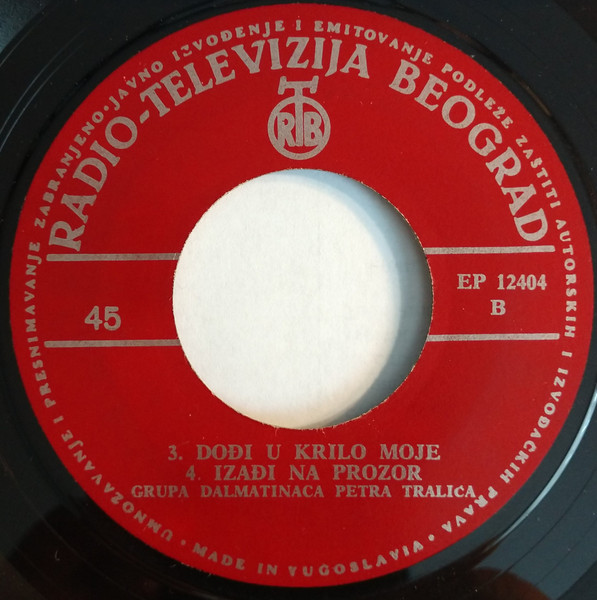 UMNOŽAVANJE I PRESNIMAVANJE ZABRANJENO·JAVNO IZVOĐENJE I EMITOVANJE PODLEŽE ZAŠTITI AUTORSKIH I IZVOĐAČKIH PRAVA·
RADIO-TELEVIZIJA BEOGRAD
RTB
45
EP 12404
B
3. DOĐI U KRILO MOJE
4. IZAĐI NA PROZOR
GRUPA DALMATINACA PETRA TRALIĆA
·MADE IN YUGOSLAVIA·